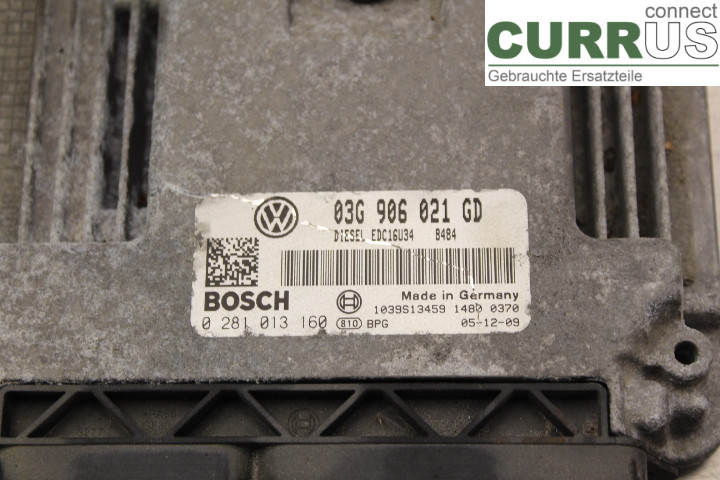 connect
CURRUS
Gebrauchte Ersatzteile
03G 906 021 GD
DIESEL EDC16U34 8484
BOSCH
Made in Germany
1039S13459 1480 0370
0 281 013 160 810 BPG 05-12-09